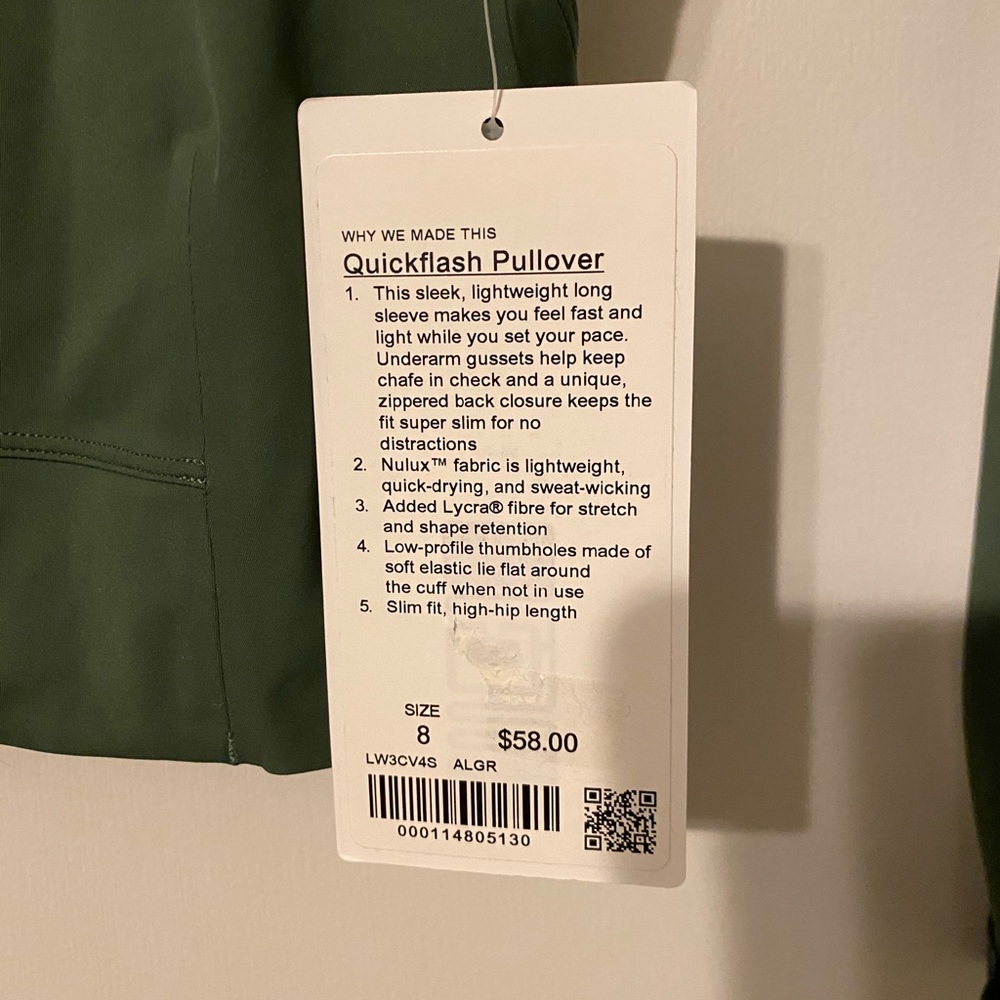 WHY WE MADE THIS
Quickflash Pullover
1. This sleek, lightweight long
sleeve makes you feel fast and
light while you set your pace.
Underarm gussets help keep
chafe in check and a unique,
zippered back closure keeps the
fit super slim for no
distractions
2. Nulux™ fabric is lightweight,
quick-drying, and sweat-wicking
3. Added Lycra® fibre for stretch
and shape retention
4. Low-profile thumbholes made of
soft elastic lie flat around
the cuff when not in use
5. Slim fit, high-hip length
SIZE
8 $58.00
LW3CV4S ALGR
000114805130